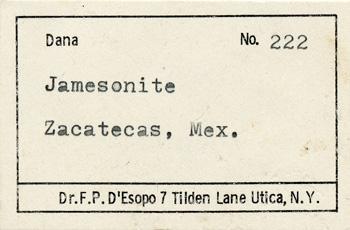 Dana No. 222
Jamesonite
Zacatecas, Mex.
Dr. F. P. D'Esopo 7 Tilden Lane Utica, N. Y.